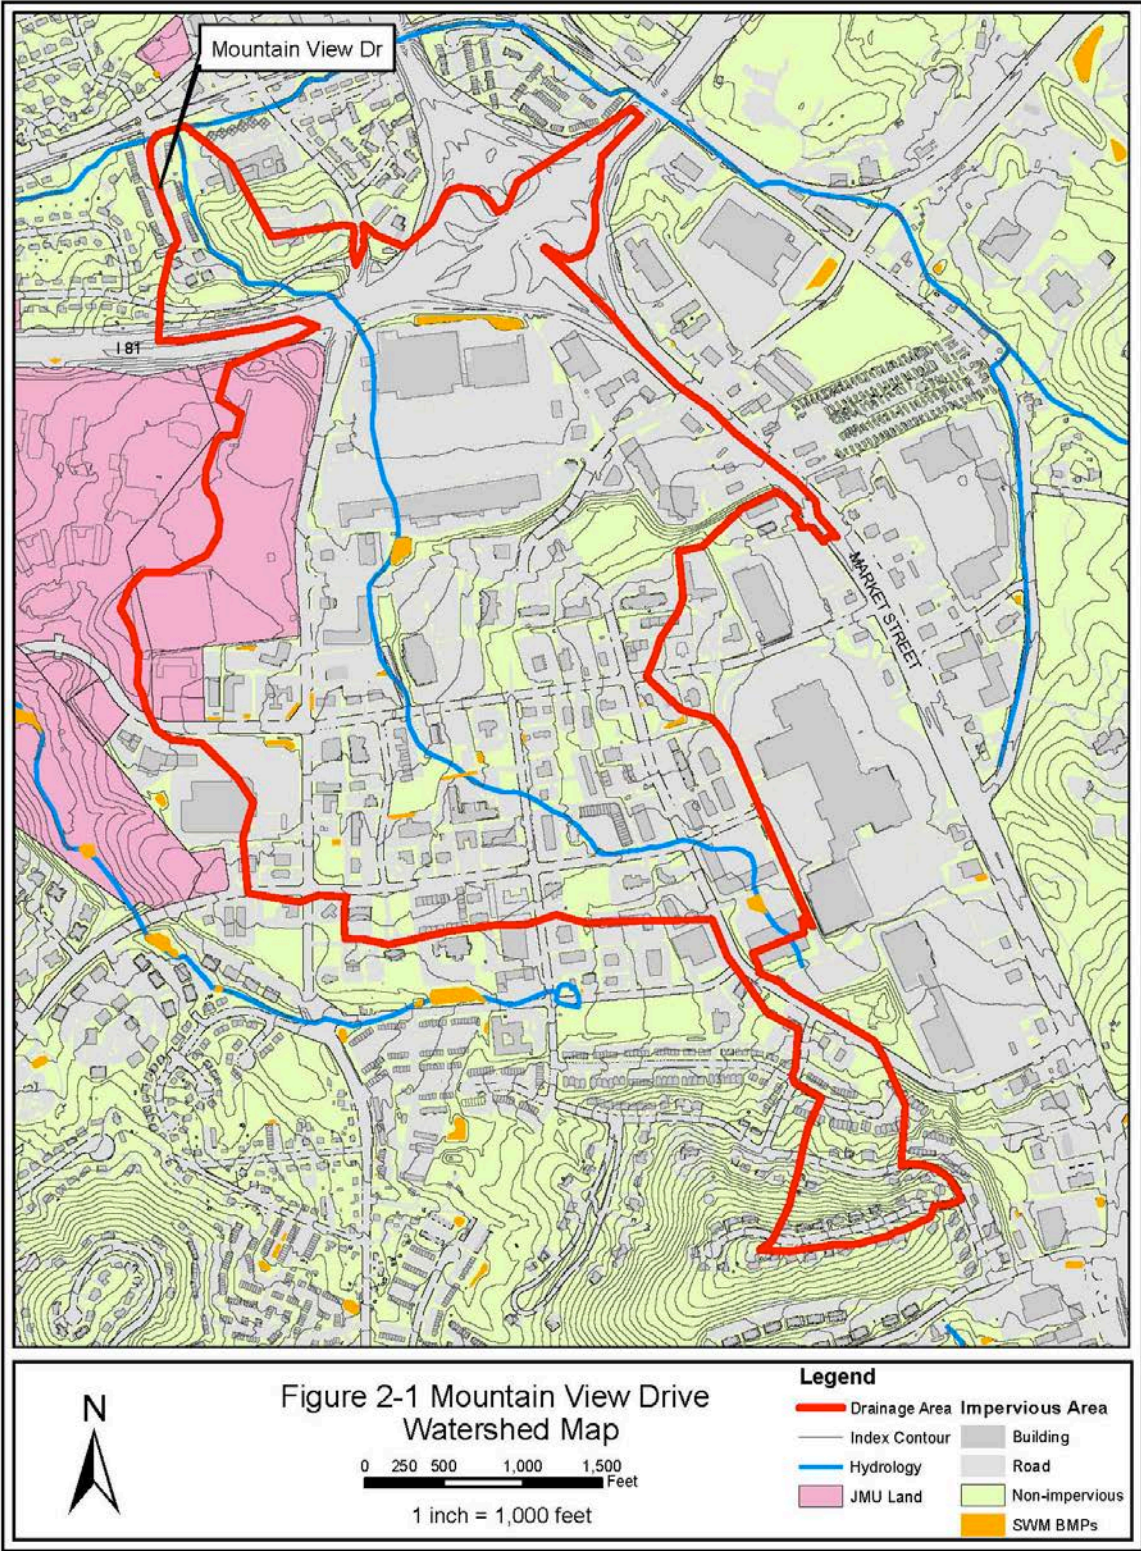 Mountain View Dr
I 81
MARKET STREET
N
Figure 2-1 Mountain View Drive
Watershed Map
0 250 500 1,000 1,500
Feet
1 inch = 1,000 feet
Legend
Drainage Area
Index Contour
Hydrology
JMU Land
Impervious Area
Building
Road
Non-impervious
SWM BMPs